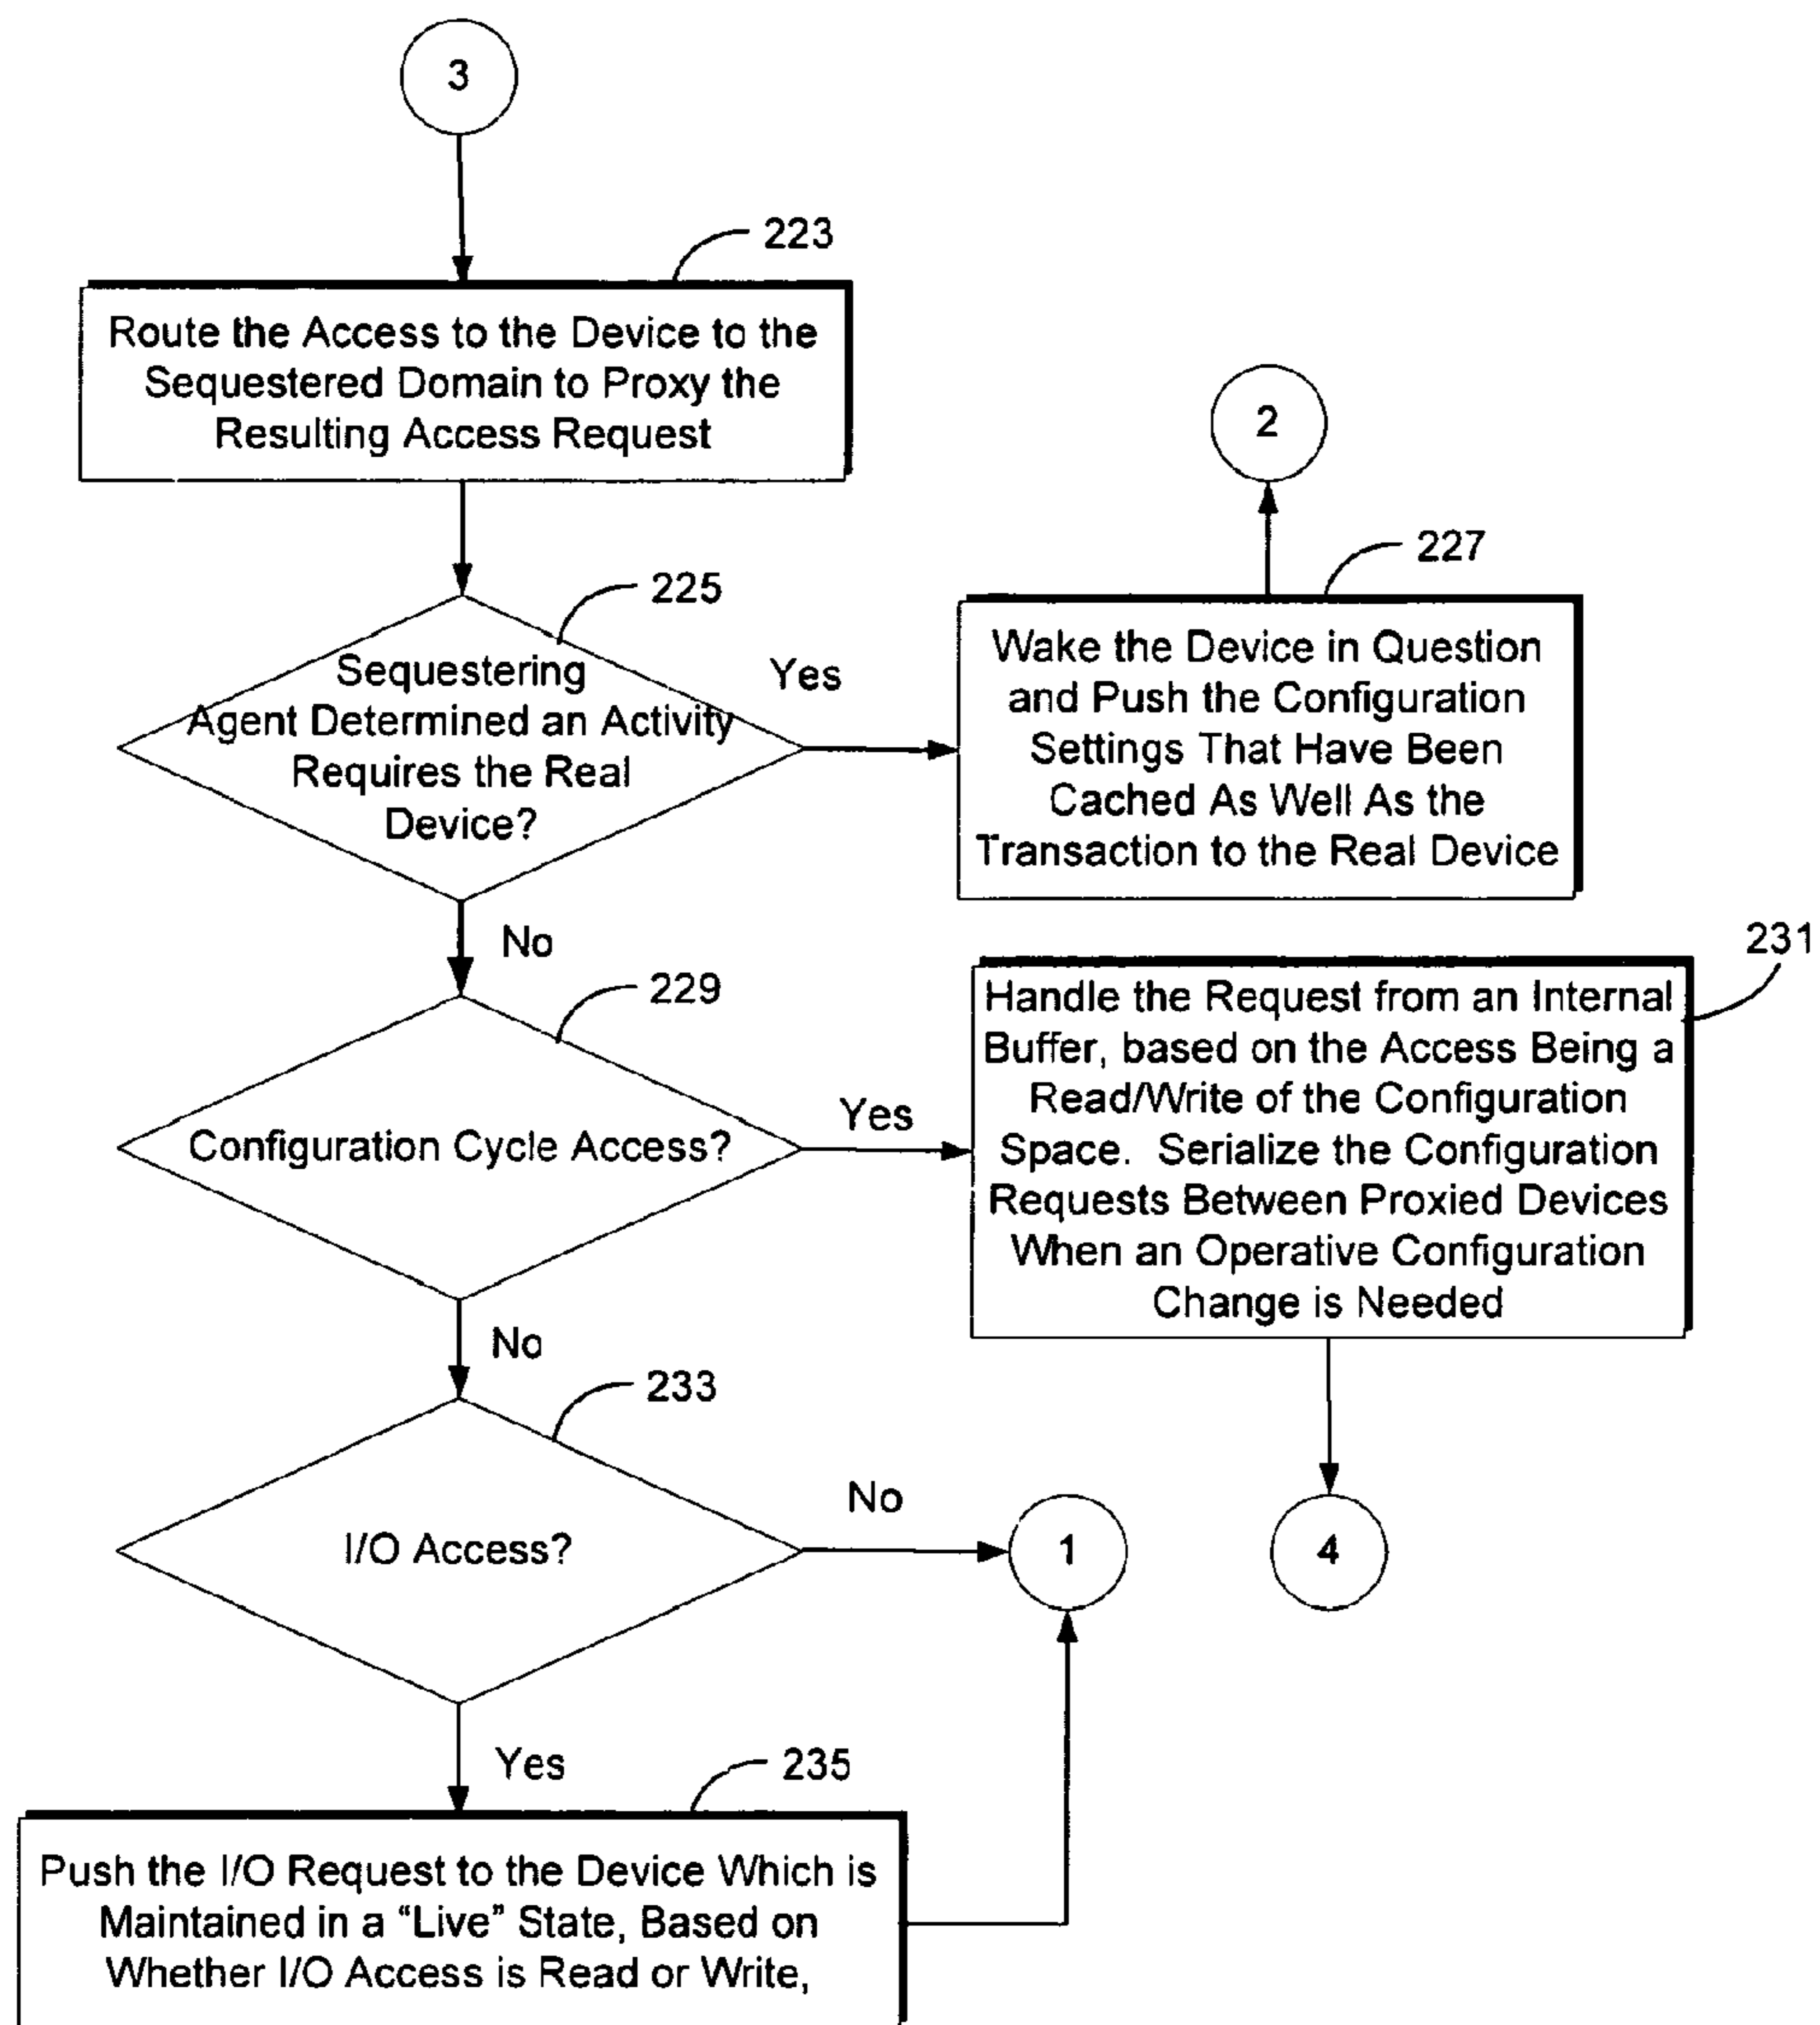 3
223
Route the Access to the Device to the
Sequestered Domain to Proxy the
Resulting Access Request
2
225
227
Sequestering
Agent Determined an Activity
Requires the Real
Device?
Yes
Wake the Device in Question
and Push the Configuration
Settings That Have Been
Cached As Well As the
Transaction to the Real Device
No
229
231
Configuration Cycle Access?
Yes
Handle the Request from an Internal
Buffer, based on the Access Being a
Read/Write of the Configuration
Space. Serialize the Configuration
Requests Between Proxied Devices
When an Operative Configuration
Change is Needed
No
233
I/O Access?
No
1
4
Yes
235
Push the I/O Request to the Device Which is
Maintained in a “Live” State, Based on
Whether I/O Access is Read or Write,